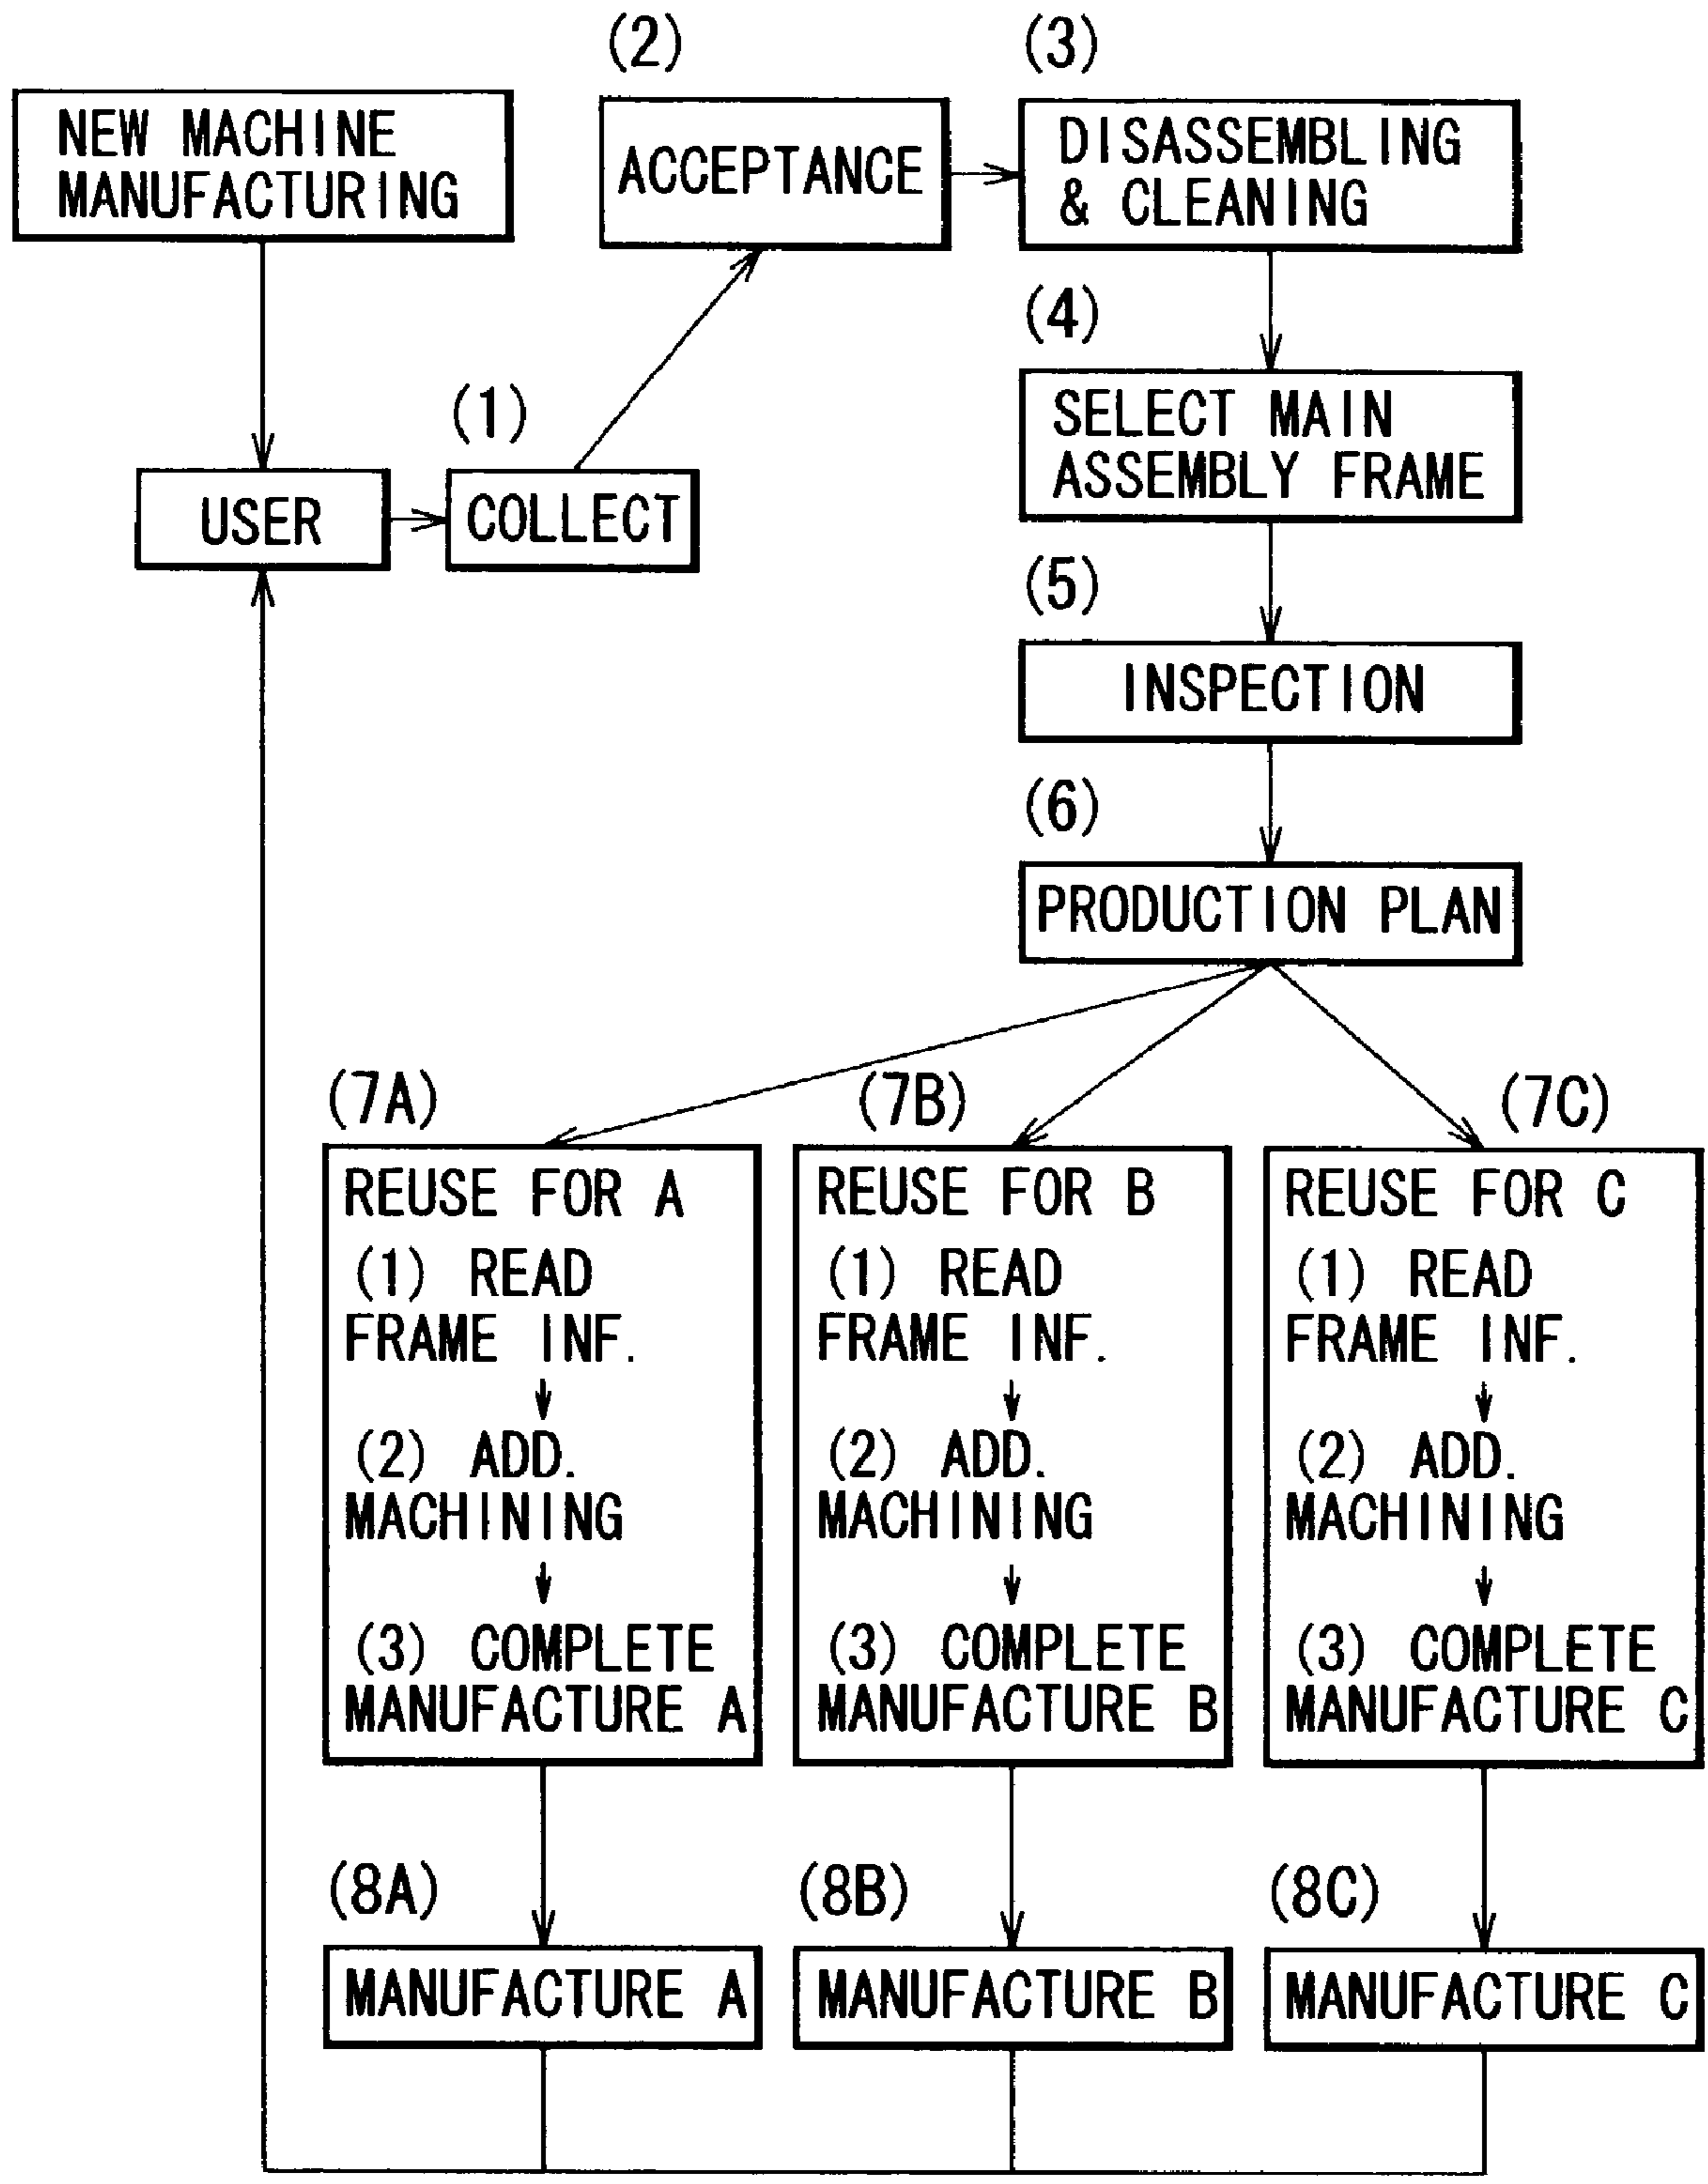 NEW MACHINE
MANUFACTURING
(2)
ACCEPTANCE
(3)
DISASSEMBLING
& CLEANING
(4)
SELECT MAIN
ASSEMBLY FRAME
(1)
USER
COLLECT
(5)
INSPECTION
(6)
PRODUCTION PLAN
(7A)
REUSE FOR A
(1) READ
FRAME INF.
(2) ADD.
MACHINING
(3) COMPLETE
MANUFACTURE A
(7B)
REUSE FOR B
(1) READ
FRAME INF.
(2) ADD.
MACHINING
(3) COMPLETE
MANUFACTURE B
(7C)
REUSE FOR C
(1) READ
FRAME INF.
(2) ADD.
MACHINING
(3) COMPLETE
MANUFACTURE C
(8A)
MANUFACTURE A
(8B)
MANUFACTURE B
(8C)
MANUFACTURE C